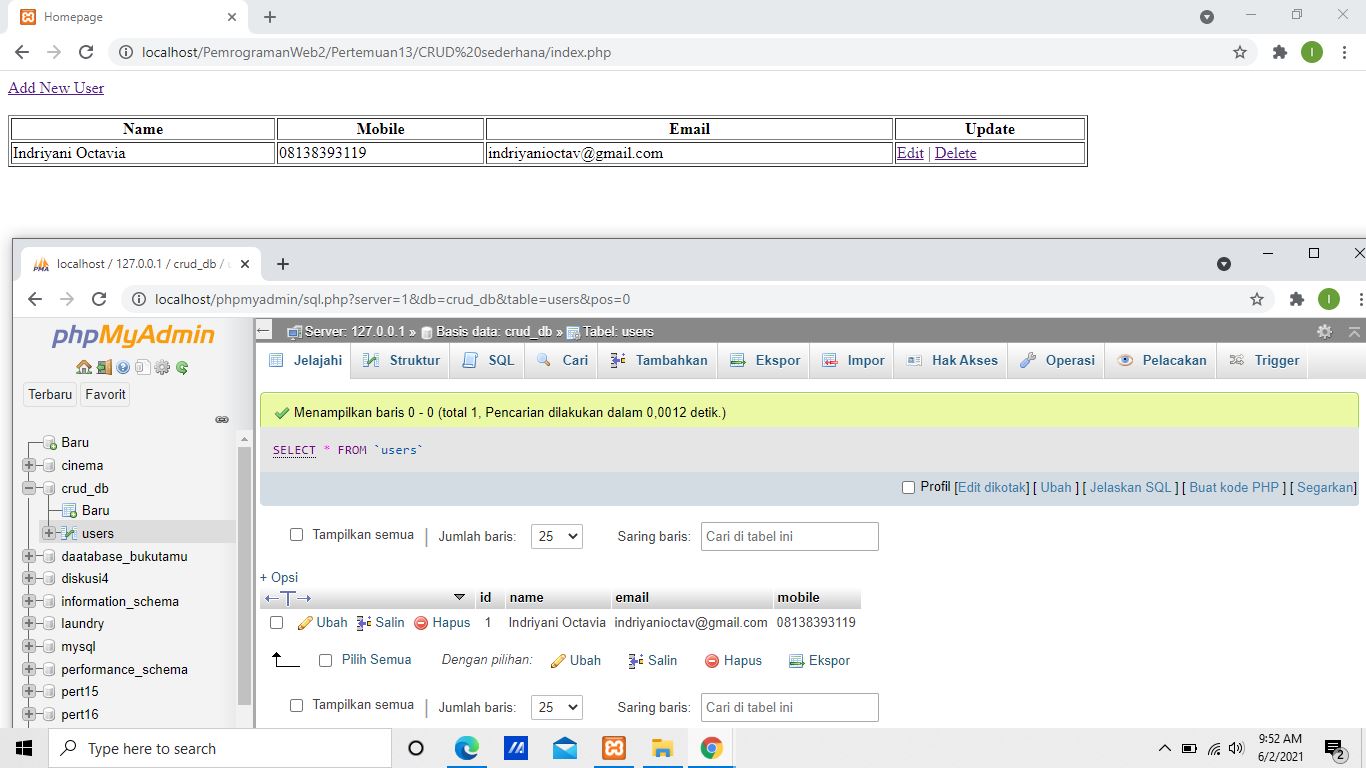 Homepage
localhost/PemrogramanWeb2/Pertemuan13/CRUD%20sederhana/index.php
I
Add New User
Name Mobile Email Update
Indriyani Octavia 08138393119 indriyanioctav@gmail.com Edit | Delete
PMA localhost / 127.0.0.1 / crud_db /
localhost/phpmyadmin/sql.php?server=1&db=crud_db&table=users&pos=0
I
phpMyAdmin
Terbaru Favorit
Baru
cinema
crud_db
Baru
users
daatabase_bukutamu
diskusi4
information_schema
laundry
mysql
performance_schema
pert15
pert16
Server: 127.0.0.1 » Basis data: crud_db » Tabel: users
Jelajahi Struktur SQL Cari Tambahkan Ekspor Impor Hak Akses Operasi Pelacakan Trigger
Menampilkan baris 0 - 0 (total 1, Pencarian dilakukan dalam 0,0012 detik.)
SELECT * FROM `users`
Profil [Edit dikotak] [ Ubah ] [ Jelaskan SQL ] [ Buat kode PHP ] [ Segarkan]
Tampilkan semua | Jumlah baris: 25 Saring baris: Cari di tabel ini
+ Opsi
←T→ id name email mobile
Ubah Salin Hapus 1 Indriyani Octavia indriyanioctav@gmail.com 08138393119
Pilih Semua Dengan pilihan: Ubah Salin Hapus Ekspor
Tampilkan semua | Jumlah baris: 25 Saring baris: Cari di tabel ini
Type here to search
9:52 AM
6/2/2021
2